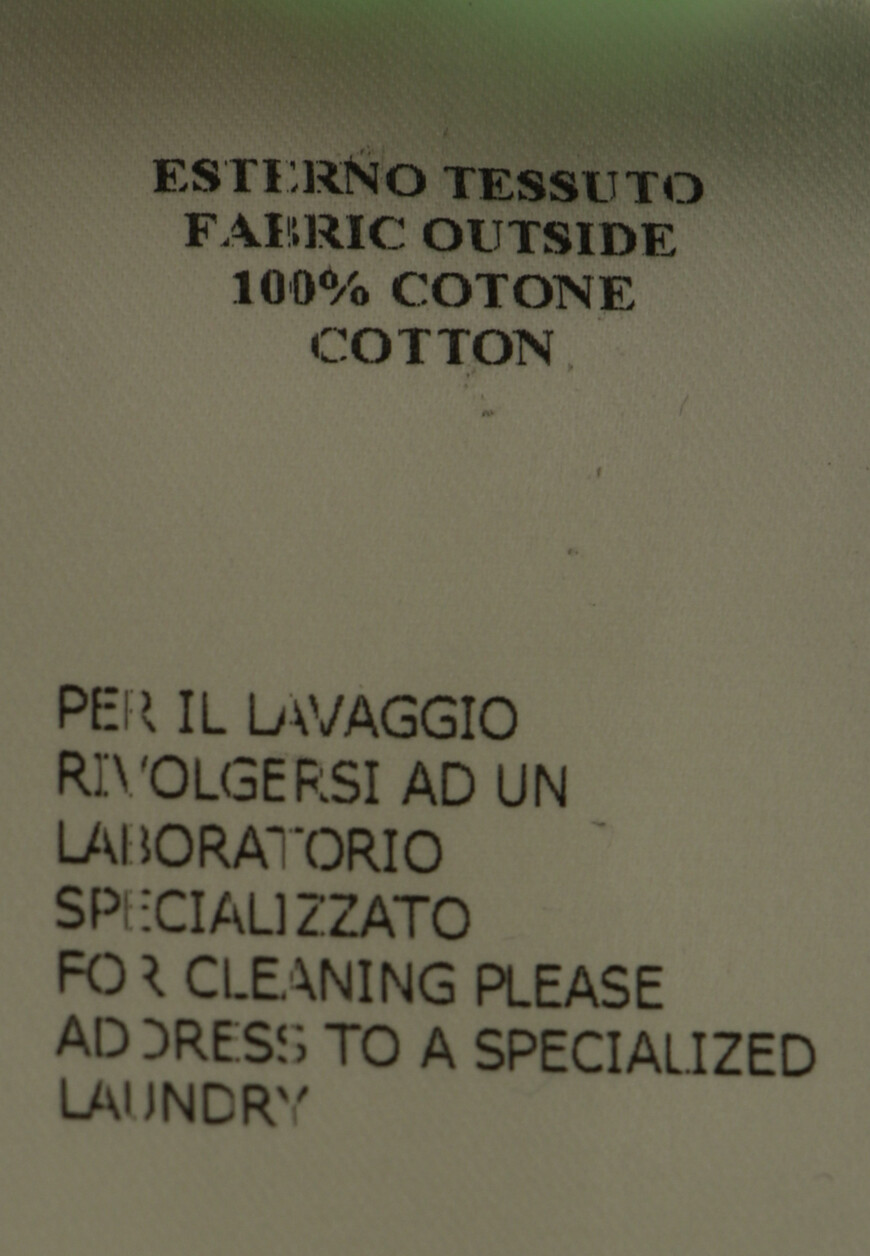 ESTERNO TESSUTO
FABRIC OUTSIDE
100% COTONE
COTTON
PER IL LAVAGGIO
RIVOLGERSI AD UN
LABORATORIO
SPECIALIZZATO
FOR CLEANING PLEASE
ADDRESS TO A SPECIALIZED
LAUNDRY